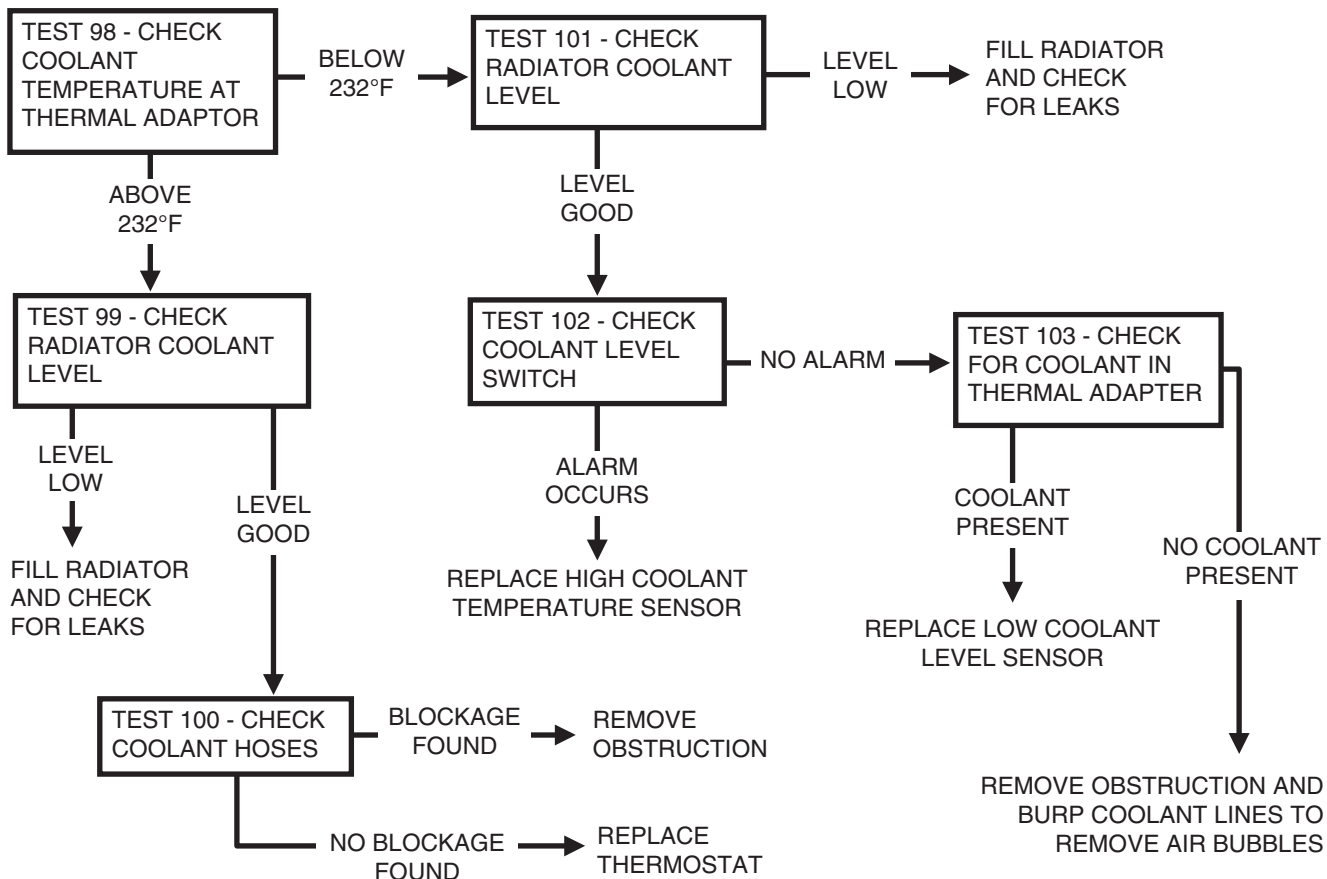 TEST 98 - CHECK
COOLANT
TEMPERATURE AT
THERMAL ADAPTOR
BELOW
232°F
TEST 101 - CHECK
RADIATOR COOLANT
LEVEL
LEVEL
LOW
FILL RADIATOR
AND CHECK
FOR LEAKS
ABOVE
232°F
LEVEL
GOOD
TEST 99 - CHECK
RADIATOR COOLANT
LEVEL
TEST 102 - CHECK
COOLANT LEVEL
SWITCH
NO ALARM
TEST 103 - CHECK
FOR COOLANT IN
THERMAL ADAPTER
LEVEL
LOW
LEVEL
GOOD
ALARM
OCCURS
COOLANT
PRESENT
NO COOLANT
PRESENT
FILL RADIATOR
AND CHECK
FOR LEAKS
REPLACE HIGH COOLANT
TEMPERATURE SENSOR
REPLACE LOW COOLANT
LEVEL SENSOR
TEST 100 - CHECK
COOLANT HOSES
BLOCKAGE
FOUND
REMOVE
OBSTRUCTION
REMOVE OBSTRUCTION AND
BURP COOLANT LINES TO
REMOVE AIR BUBBLES
NO BLOCKAGE
FOUND
REPLACE
THERMOSTAT